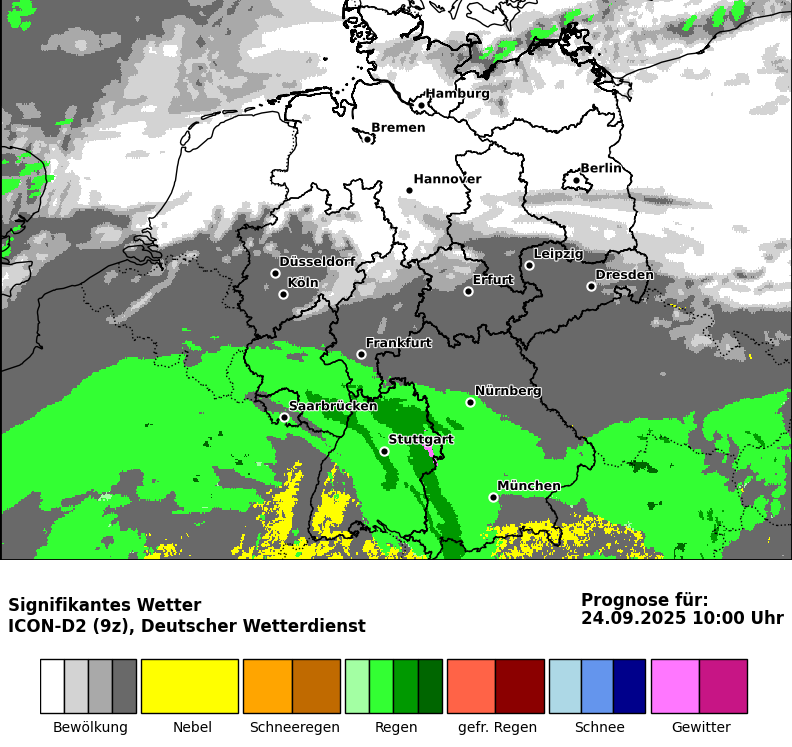 Hamburg
Bremen
Berlin
Hannover
Leipzig
Düsseldorf
Dresden
Köln
Erfurt
Frankfurt
Nürnberg
Saarbrücken
Stuttgart
München
Signifikantes Wetter
ICON-D2 (9z), Deutscher Wetterdienst
Prognose für:
24.09.2025 10:00 Uhr
Bewölkung Nebel Schneeregen Regen gefr. Regen Schnee Gewitter